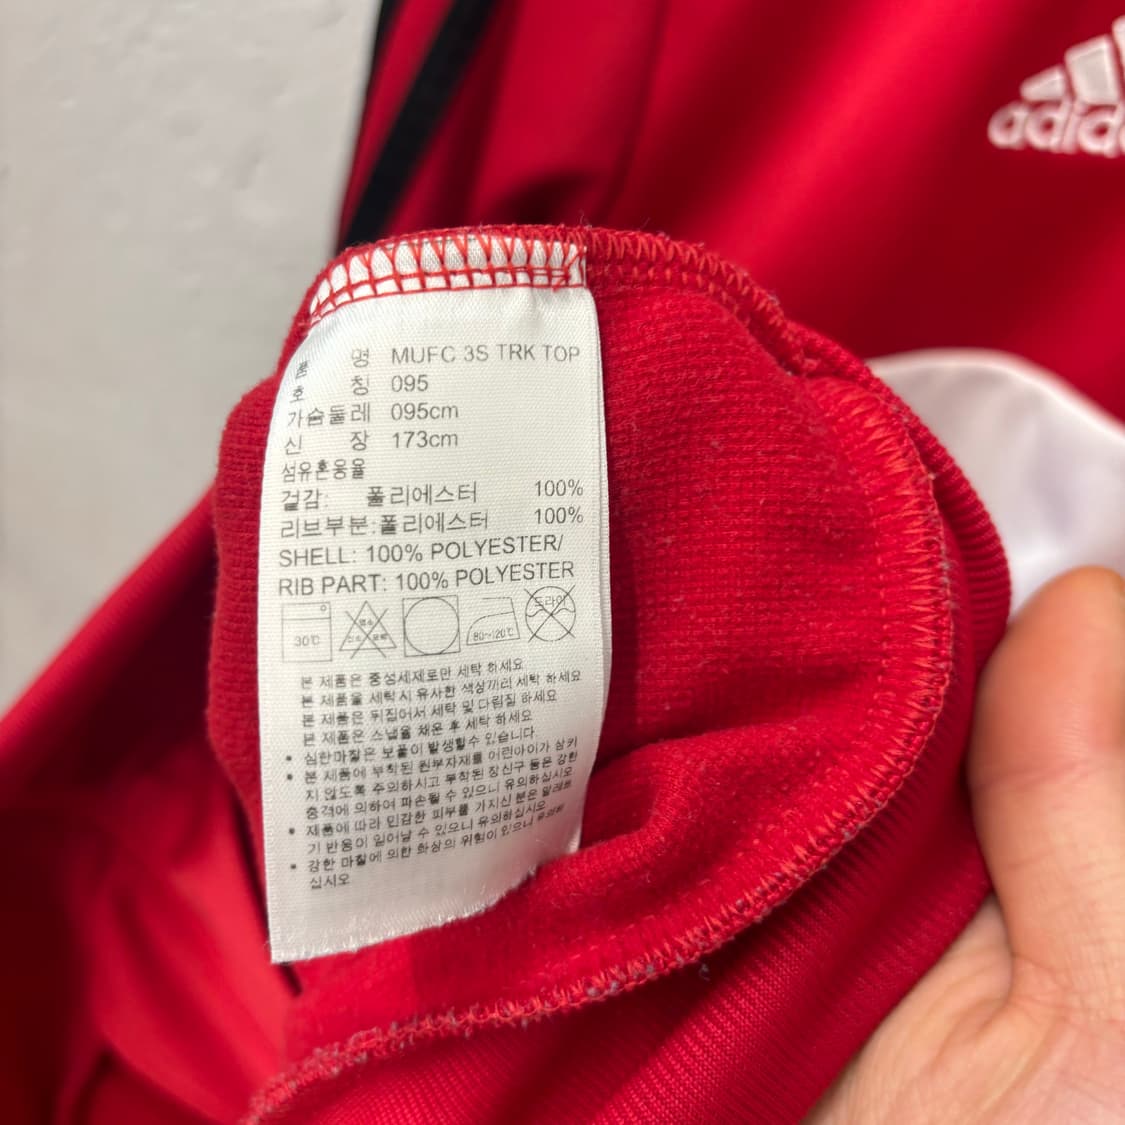 adidas
품 명 MUFC 3S TRK TOP
호 칭 095
가슴둘레 095cm
신 장 173cm
섬유혼용율
겉감: 폴리에스터 100%
리브부분:폴리에스터 100%
SHELL: 100% POLYESTER/
RIB PART: 100% POLYESTER
30℃ 염소 산소 표백 80~120℃ 드라이
본 제품은 중성세제로만 세탁 하세요
본 제품을 세탁시 유사한 색상끼리 세탁 하세요
본 제품은 뒤집어서 세탁 및 다림질 하세요
본 제품은 스냅을 채운 후 세탁 하세요
• 심한마찰은 보풀이 발생할수 있습니다
• 본 제품에 부착된 원부자재를 어린아이가 삼키
지 않도록 주의하시고 부착된 장신구 들은 강한
충격에 의하여 파손될 수 있으니 유의하십시오
• 제품에 따라 민감한 피부를 가지신 분은 알레르
기 반응이 일어날 수 있으니 유의하십시오
• 강한 마찰에 의한 화상의 위험이 있으니 유의하
십시오